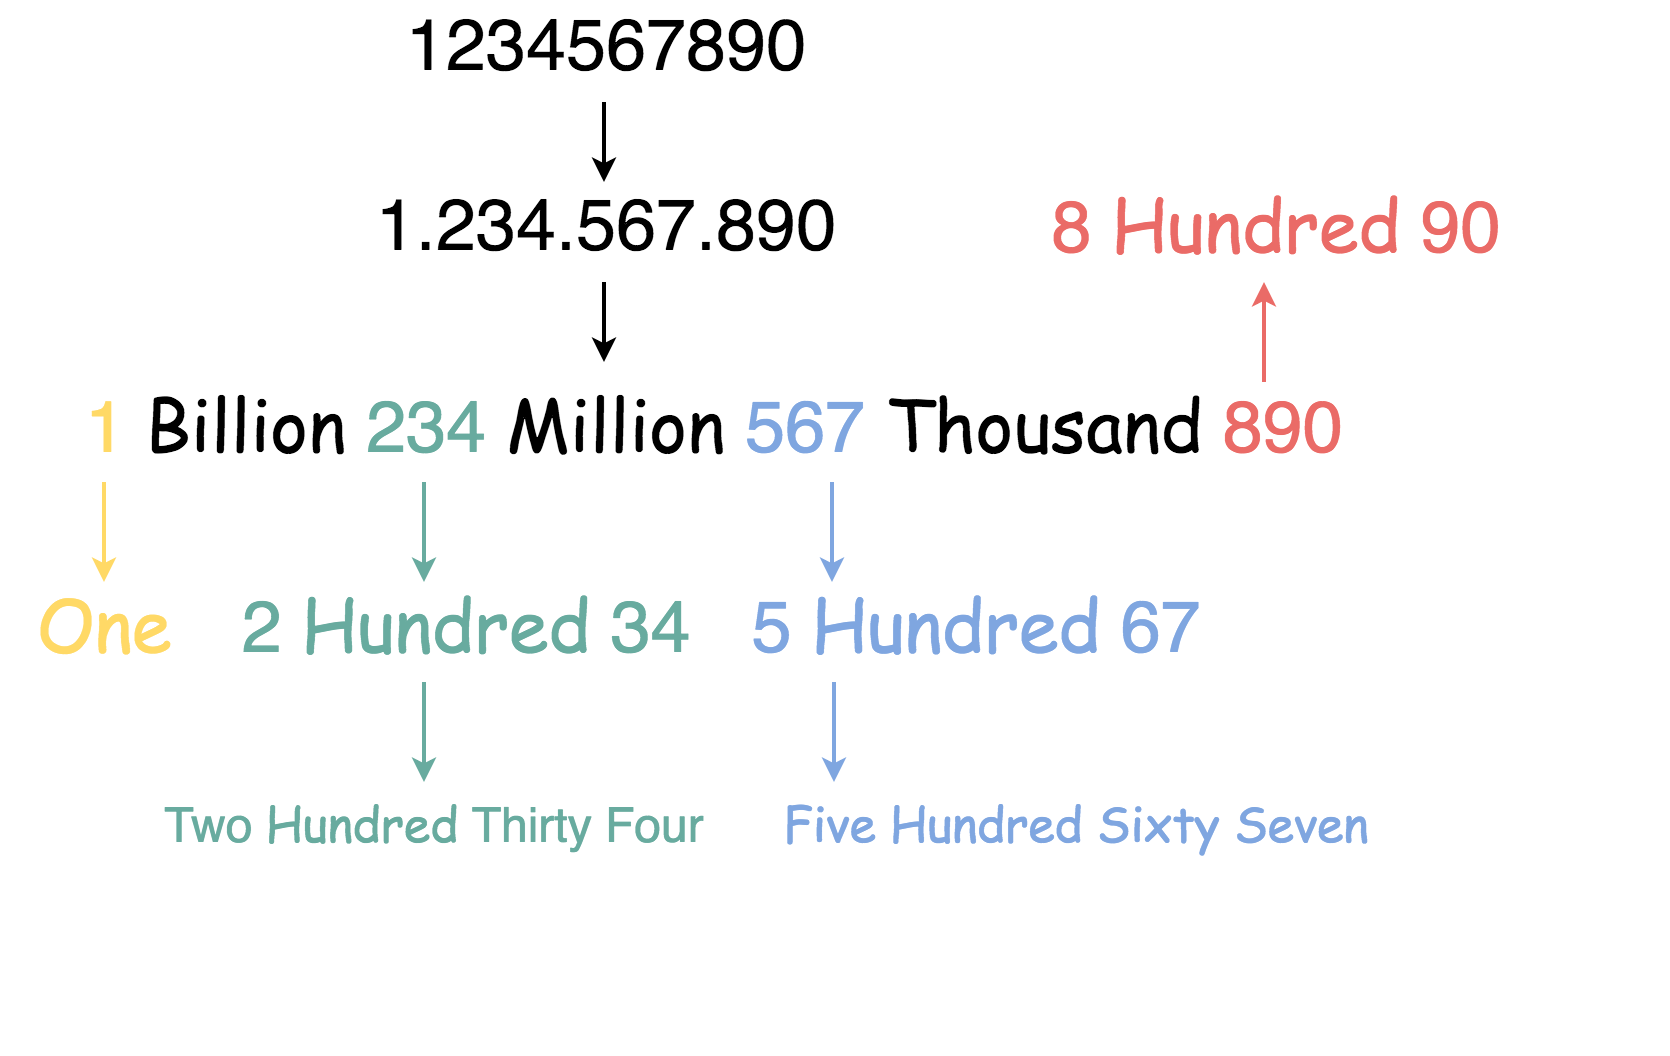 1234567890
1.234.567.890
8 Hundred 90
1 Billion 234 Million 567 Thousand 890
One 2 Hundred 34 5 Hundred 67
Two Hundred Thirty Four Five Hundred Sixty Seven